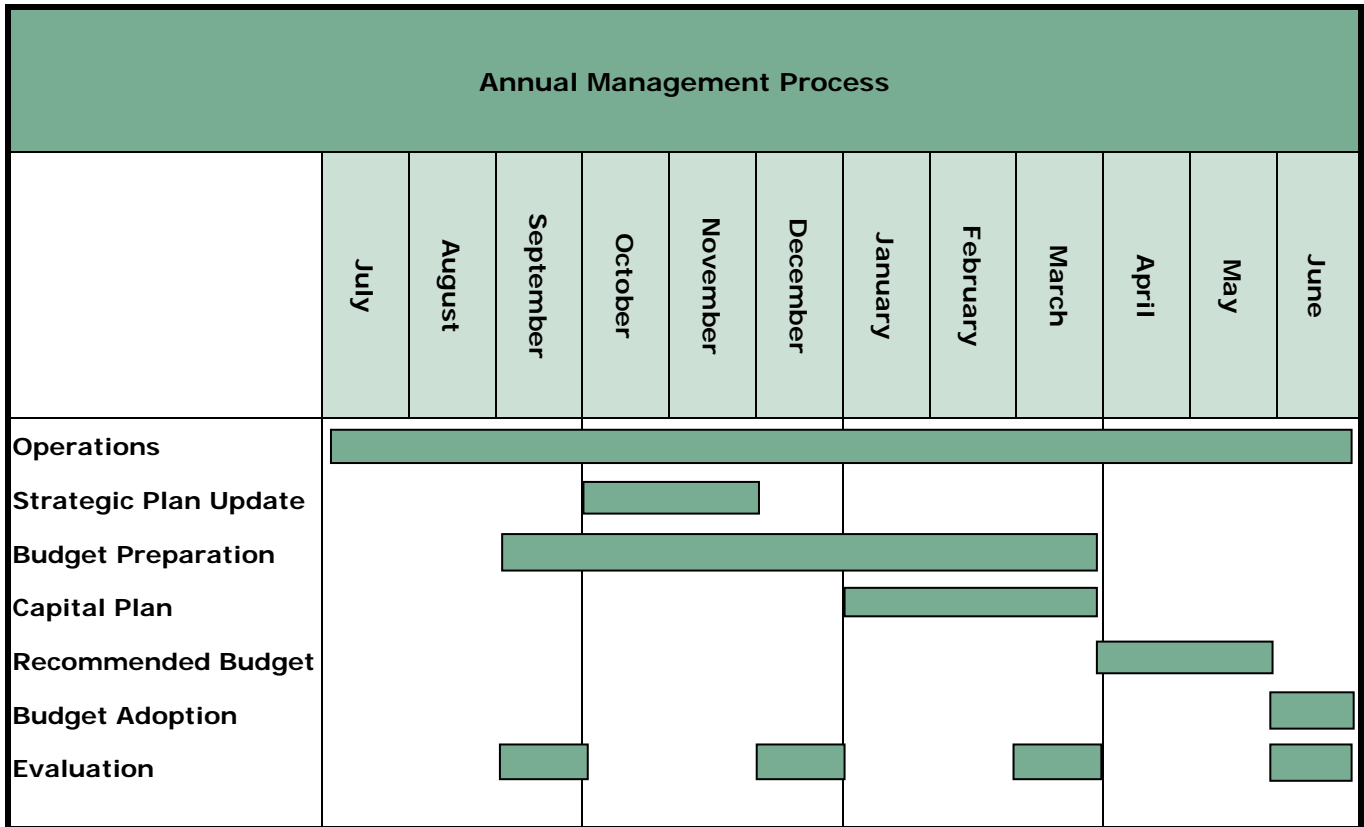 Annual Management Process
July
August
September
October
November
December
January
February
March
April
May
June
Operations
Strategic Plan Update
Budget Preparation
Capital Plan
Recommended Budget
Budget Adoption
Evaluation